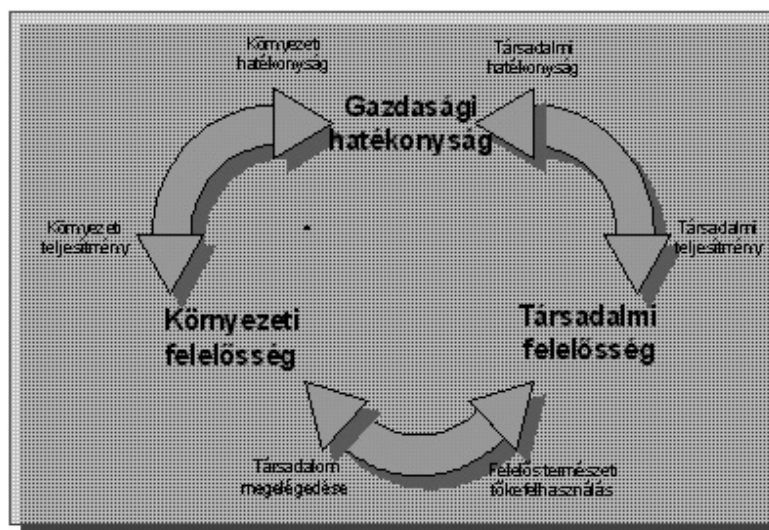 Környezeti
hatékonyság
Társadalmi
hatékonyság
Gazdasági
hatékonyság
Környezeti
teljesítmény
Társadalmi
teljesítmény
Környezeti
felelősség
Társadalmi
felelősség
Társadalom
megelégedése
Felelős természeti
tőkefelhasználás